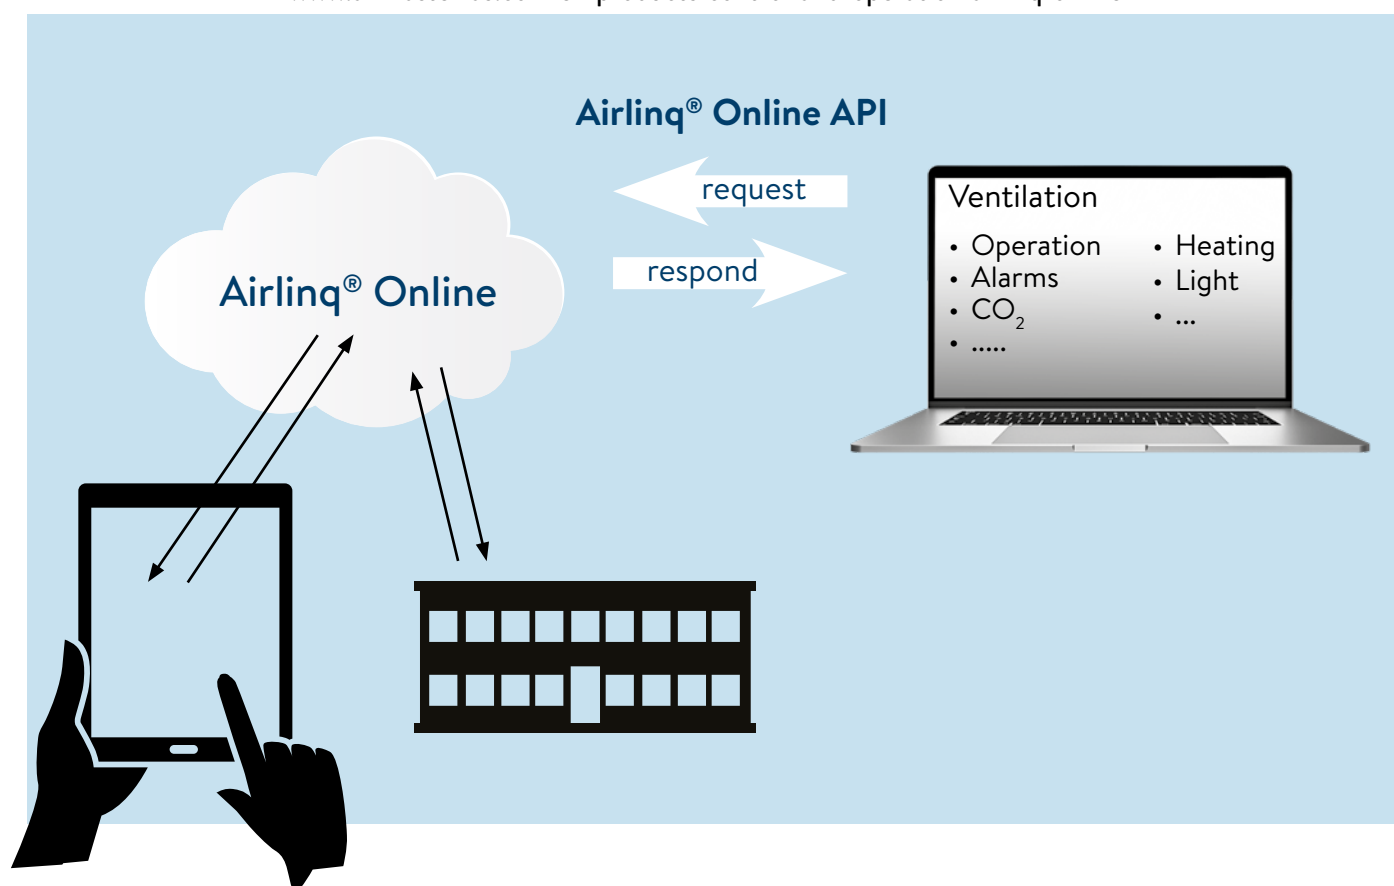 Airlinq® Online API
request
respond
Airlinq® Online
Ventilation
• Operation
• Alarms
• CO₂
• .....
• Heating
• Light
• ...